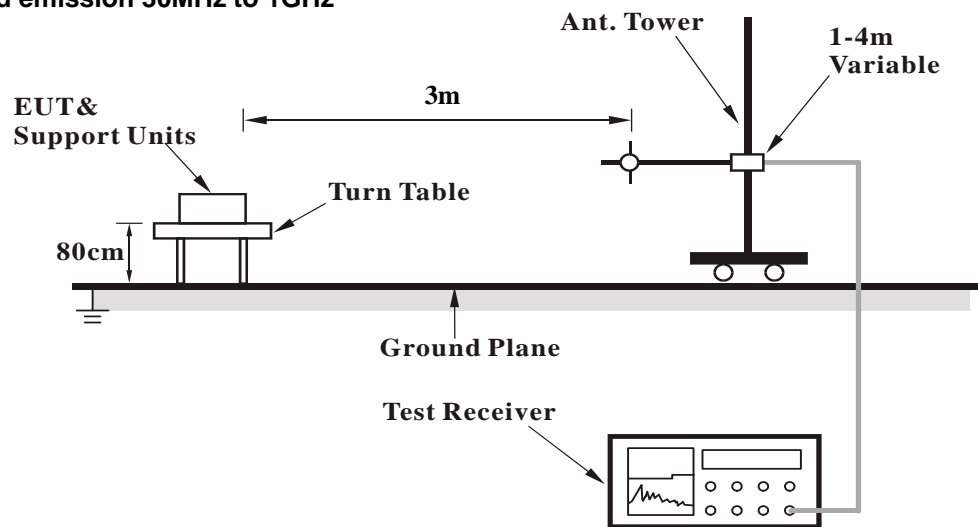 emission 30MHz to 1GHz
Ant. Tower
1-4m
Variable
3m
EUT&
Support Units
Turn Table
80cm
Ground Plane
Test Receiver